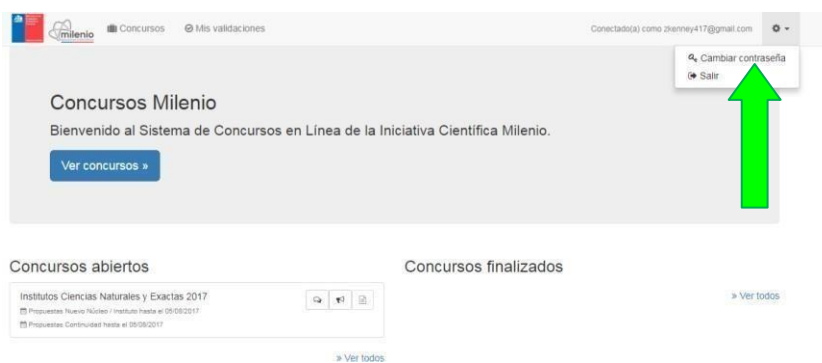 milenio
Concursos
Mis validaciones
Conectado(a) como zkenney417@gmail.com
Cambiar contraseña
Salir
Concursos Milenio
Bienvenido al Sistema de Concursos en Línea de la Iniciativa Científica Milenio.
Ver concursos »
Concursos abiertos
Institutos Ciencias Naturales y Exactas 2017
Propuestas Nuevo Núcleo / Instituto hasta el 05/08/2017
Propuestas Continuidad hasta el 05/08/2017
» Ver todos
Concursos finalizados
» Ver todos